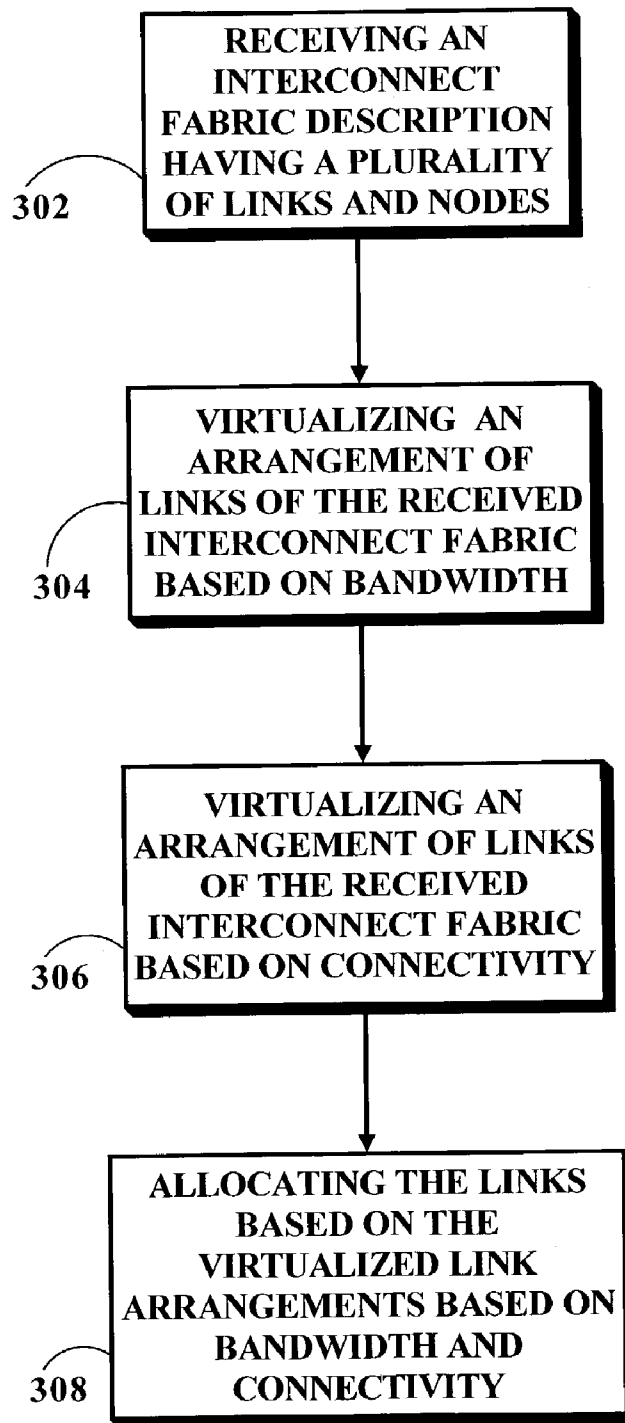 RECEIVING AN
INTERCONNECT
FABRIC DESCRIPTION
HAVING A PLURALITY
OF LINKS AND NODES
302
VIRTUALIZING AN
ARRANGEMENT OF
LINKS OF THE RECEIVED
INTERCONNECT FABRIC
BASED ON BANDWIDTH
304
VIRTUALIZING AN
ARRANGEMENT OF LINKS
OF THE RECEIVED
INTERCONNECT FABRIC
BASED ON CONNECTIVITY
306
ALLOCATING THE LINKS
BASED ON THE
VIRTUALIZED LINK
ARRANGEMENTS BASED ON
BANDWIDTH AND
CONNECTIVITY
308